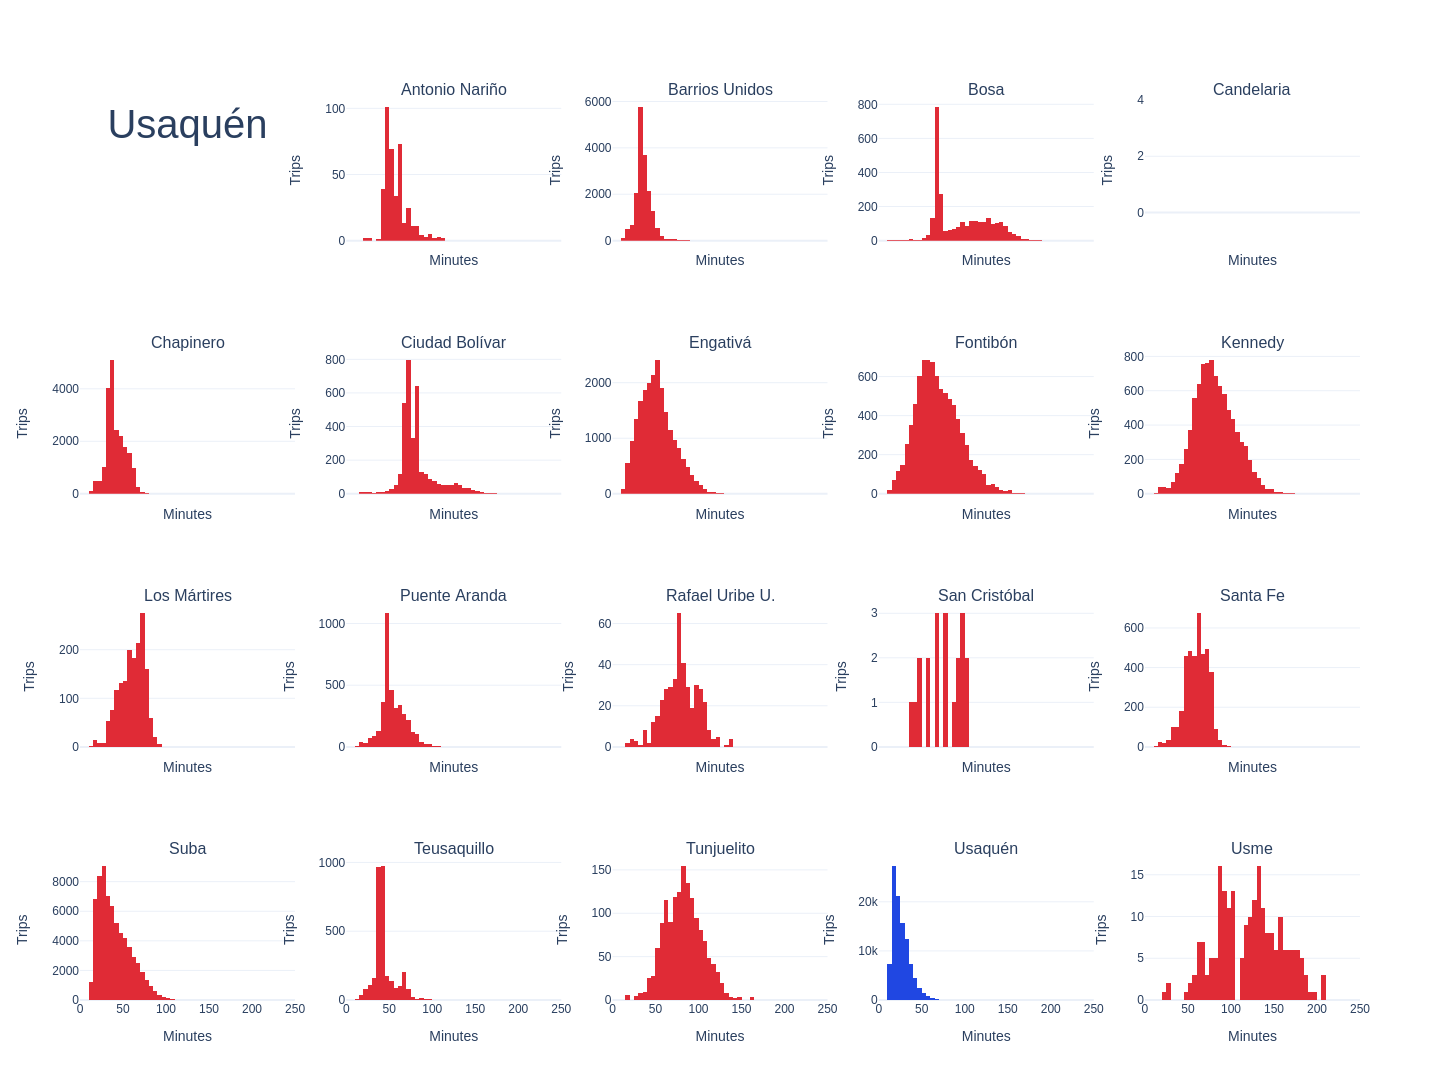 Usaquén
Antonio Nariño
100
50
0
Trips
Minutes
Barrios Unidos
6000
4000
2000
0
Trips
Minutes
Bosa
800
600
400
200
0
Trips
Minutes
Candelaria
4
2
0
Trips
Minutes
Chapinero
4000
2000
0
Trips
Minutes
Ciudad Bolívar
800
600
400
200
0
Trips
Minutes
Engativá
2000
1000
0
Trips
Minutes
Fontibón
600
400
200
0
Trips
Minutes
Kennedy
800
600
400
200
0
Trips
Minutes
Los Mártires
200
100
0
Trips
Minutes
Puente Aranda
1000
500
0
Trips
Minutes
Rafael Uribe U.
60
40
20
0
Trips
Minutes
San Cristóbal
3
2
1
0
Trips
Minutes
Santa Fe
600
400
200
0
Trips
Minutes
Suba
8000
6000
4000
2000
0
Trips
0 50 100 150 200 250
Minutes
Teusaquillo
1000
500
0
Trips
0 50 100 150 200 250
Minutes
Tunjuelito
150
100
50
0
Trips
0 50 100 150 200 250
Minutes
Usaquén
20k
10k
0
Trips
0 50 100 150 200 250
Minutes
Usme
15
10
5
0
Trips
0 50 100 150 200 250
Minutes